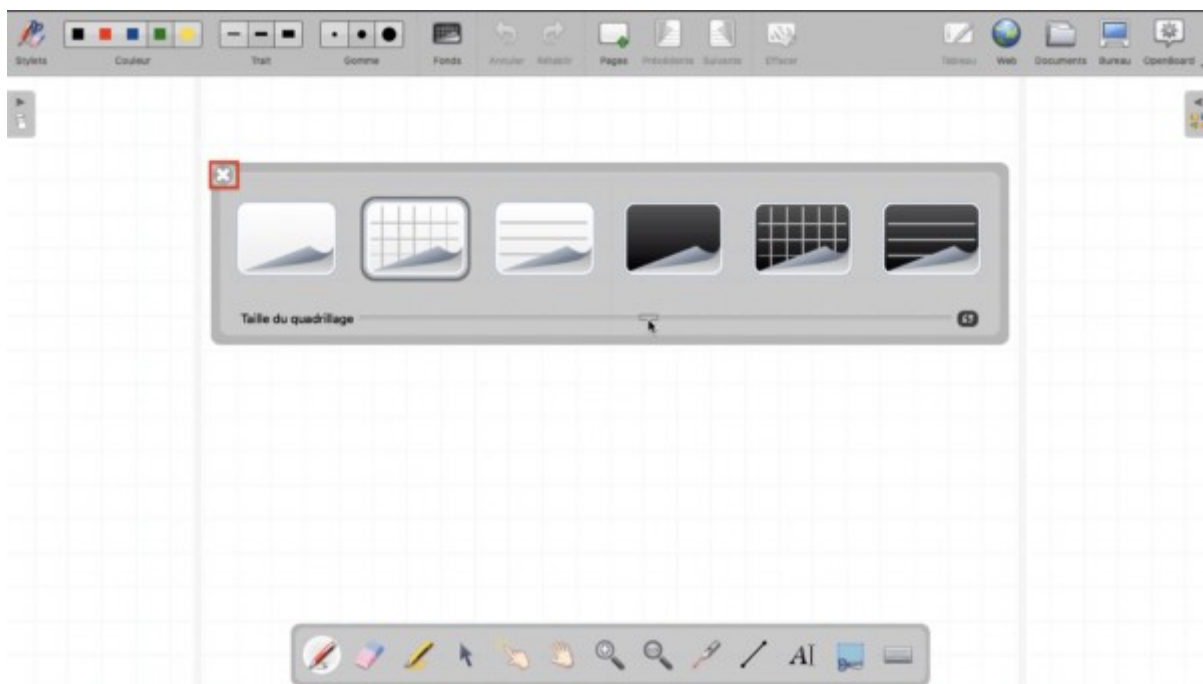 Stylets Couleur Trait Gomme Fonds Annuler Rétablir Pages Précédente Suivante Effacer Tableau Web Documents Bureau OpenBoard
Taille du quadrillage
AI